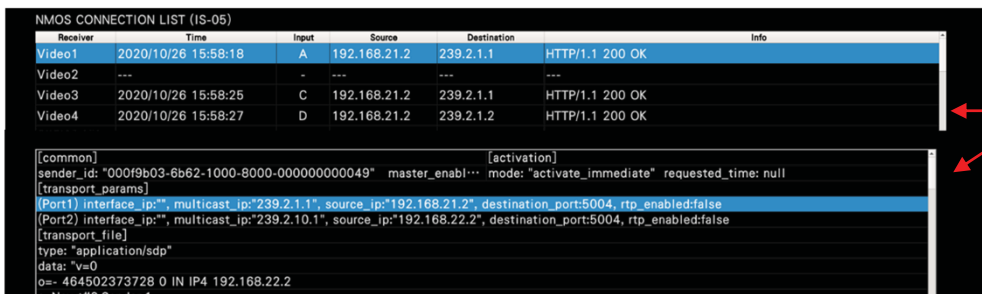 NMOS CONNECTION LIST (IS-05)
Receiver Time Input Source Destination Info
Video1 2020/10/26 15:58:18 A 192.168.21.2 239.2.1.1 HTTP/1.1 200 OK
Video2 --- - --- --- ---
Video3 2020/10/26 15:58:25 C 192.168.21.2 239.2.1.1 HTTP/1.1 200 OK
Video4 2020/10/26 15:58:27 D 192.168.21.2 239.2.1.2 HTTP/1.1 200 OK
[common] [activation]
sender_id: "000f9b03-6b62-1000-8000-000000000049" master_enabl··· mode: "activate_immediate" requested_time: null
[transport_params]
(Port1) interface_ip:"", multicast_ip:"239.2.1.1", source_ip:"192.168.21.2", destination_port:5004, rtp_enabled:false
(Port2) interface_ip:"", multicast_ip:"239.2.10.1", source_ip:"192.168.22.2", destination_port:5004, rtp_enabled:false
[transport_file]
type: "application/sdp"
data: "v=0
o=- 464502373728 0 IN IP4 192.168.22.2